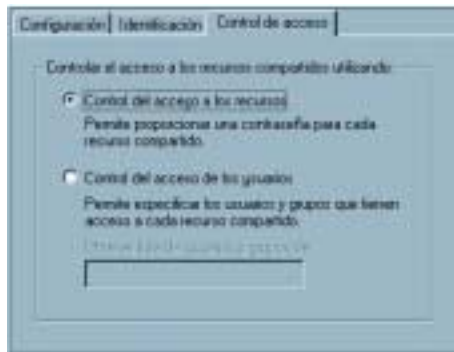 Configuración Identificación Control de acceso
Controlar el acceso a los recursos compartidos utilizando:
Control del acceso a los recursos
Permite proporcionar una contraseña para cada
recurso compartido.
Control del acceso de los usuarios
Permite especificar los usuarios y grupos que tienen
acceso a cada recurso compartido.